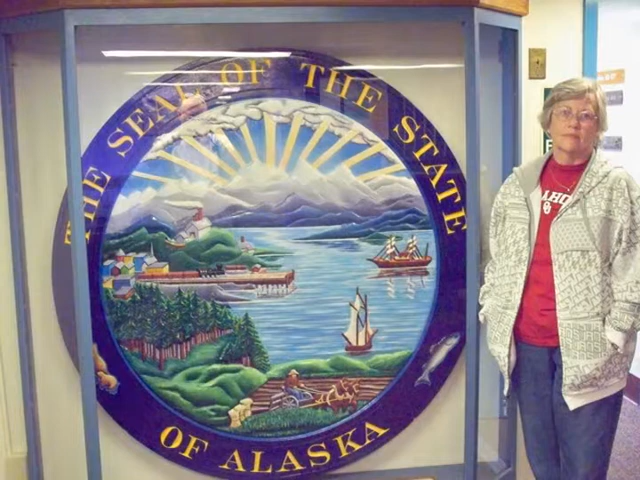 THE SEAL OF THE STATE
OF ALASKA